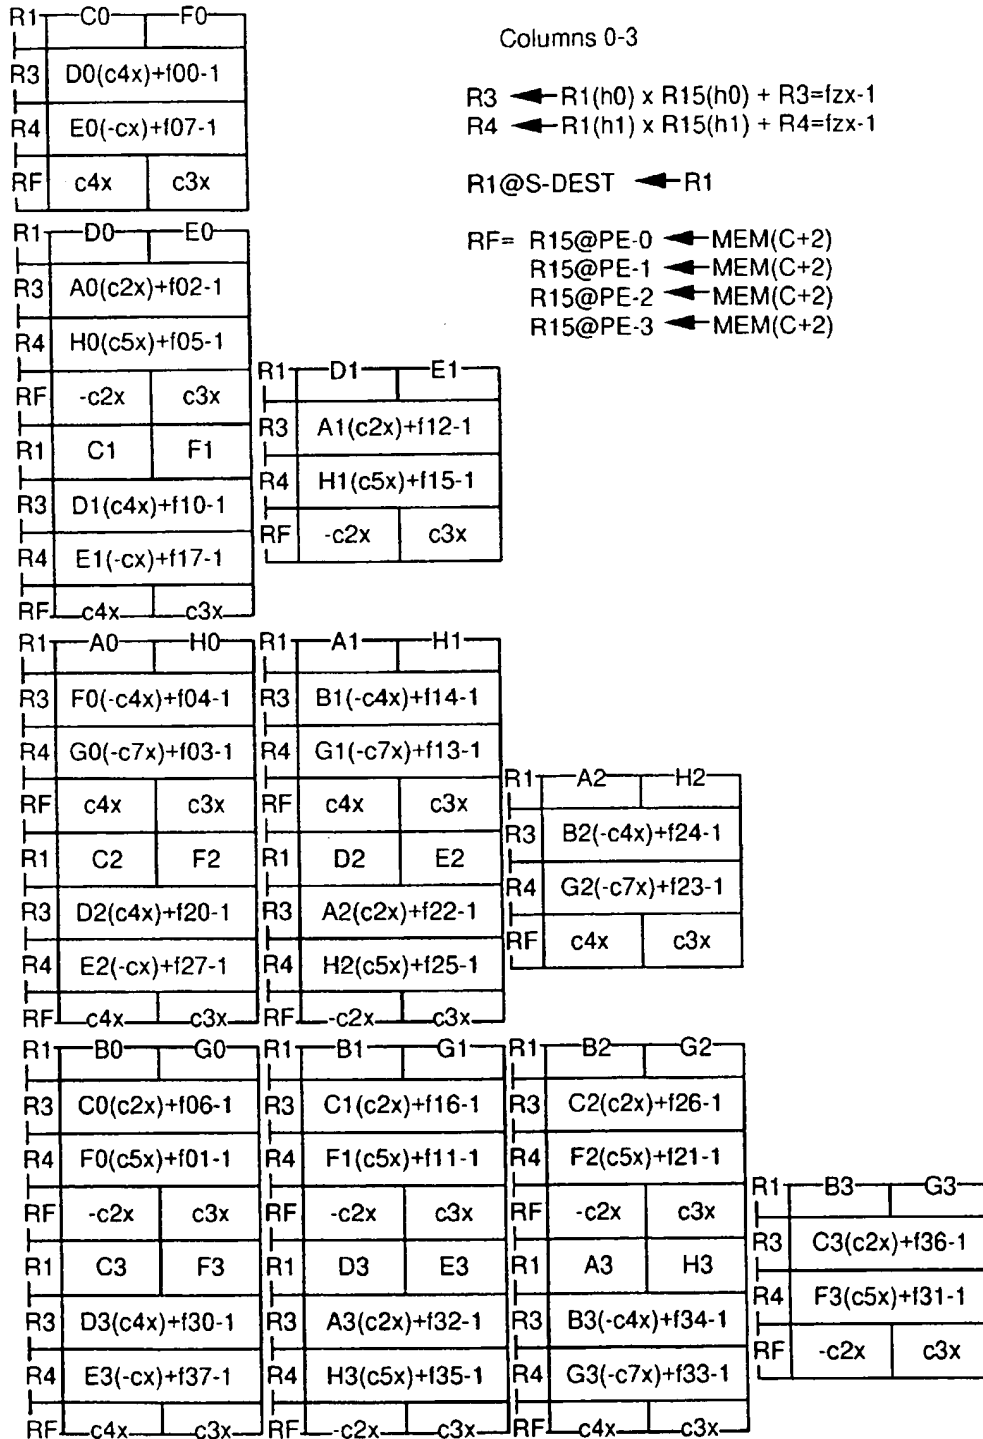 Columns 0-3
R3 ← R1(h0) x R15(h0) + R3=fzx-1
R4 ← R1(h1) x R15(h1) + R4=fzx-1
R1@S-DEST ← R1
RF= R15@PE-0 ← MEM(C+2)
R15@PE-1 ← MEM(C+2)
R15@PE-2 ← MEM(C+2)
R15@PE-3 ← MEM(C+2)
R1 C0 F0
R3 D0(c4x)+f00-1
R4 E0(-cx)+f07-1
RF c4x c3x
R1 D0 E0
R3 A0(c2x)+f02-1
R4 H0(c5x)+f05-1
RF -c2x c3x
R1 C1 F1
R3 D1(c4x)+f10-1
R4 E1(-cx)+f17-1
RF c4x c3x
R1 D1 E1
R3 A1(c2x)+f12-1
R4 H1(c5x)+f15-1
RF -c2x c3x
R1 A0 H0
R3 F0(-c4x)+f04-1
R4 G0(-c7x)+f03-1
RF c4x c3x
R1 C2 F2
R3 D2(c4x)+f20-1
R4 E2(-cx)+f27-1
RF c4x c3x
R1 A1 H1
R3 B1(-c4x)+f14-1
R4 G1(-c7x)+f13-1
RF c4x c3x
R1 D2 E2
R3 A2(c2x)+f22-1
R4 H2(c5x)+f25-1
RF -c2x c3x
R1 A2 H2
R3 B2(-c4x)+f24-1
R4 G2(-c7x)+f23-1
RF c4x c3x
R1 B0 G0
R3 C0(c2x)+f06-1
R4 F0(c5x)+f01-1
RF -c2x c3x
R1 C3 F3
R3 D3(c4x)+f30-1
R4 E3(-cx)+f37-1
RF c4x c3x
R1 B1 G1
R3 C1(c2x)+f16-1
R4 F1(c5x)+f11-1
RF -c2x c3x
R1 D3 E3
R3 A3(c2x)+f32-1
R4 H3(c5x)+f35-1
RF -c2x c3x
R1 B2 G2
R3 C2(c2x)+f26-1
R4 F2(c5x)+f21-1
RF -c2x c3x
R1 A3 H3
R3 B3(-c4x)+f34-1
R4 G3(-c7x)+f33-1
RF c4x c3x
R1 B3 G3
R3 C3(c2x)+f36-1
R4 F3(c5x)+f31-1
RF -c2x c3x